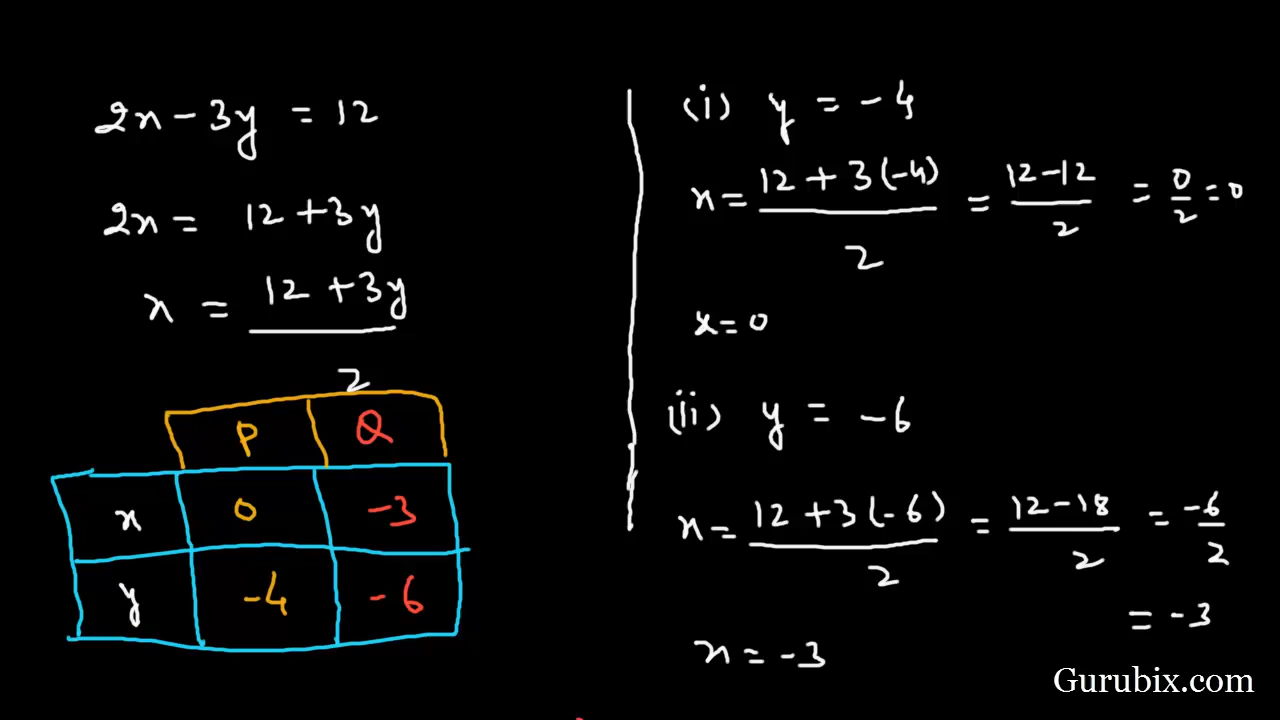 2x - 3y = 12
2x = 12 + 3y
x = 12 + 3y
2
P Q
x 0 -3
y -4 -6
(i) y = -4
x = 12 + 3(-4) / 2 = 12 - 12 / 2 = 0/2 = 0
x = 0
(ii) y = -6
x = 12 + 3(-6) / 2 = 12 - 18 / 2 = -6/2
= -3
x = -3
Gurubix.com